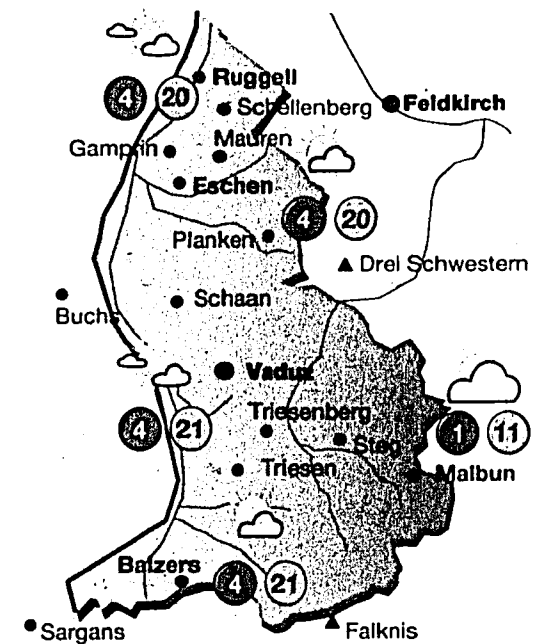 Ruggell
4 20
Schellenberg
Feldkirch
Mauren
Gamprin
Eschen
4 20
Planken
Drei Schwestern
Schaan
Buchs
Vaduz
Triesenberg
4 21
1 11
Steg
Triesen
Malbun
Balzers
4 21
Sargans
Falknis